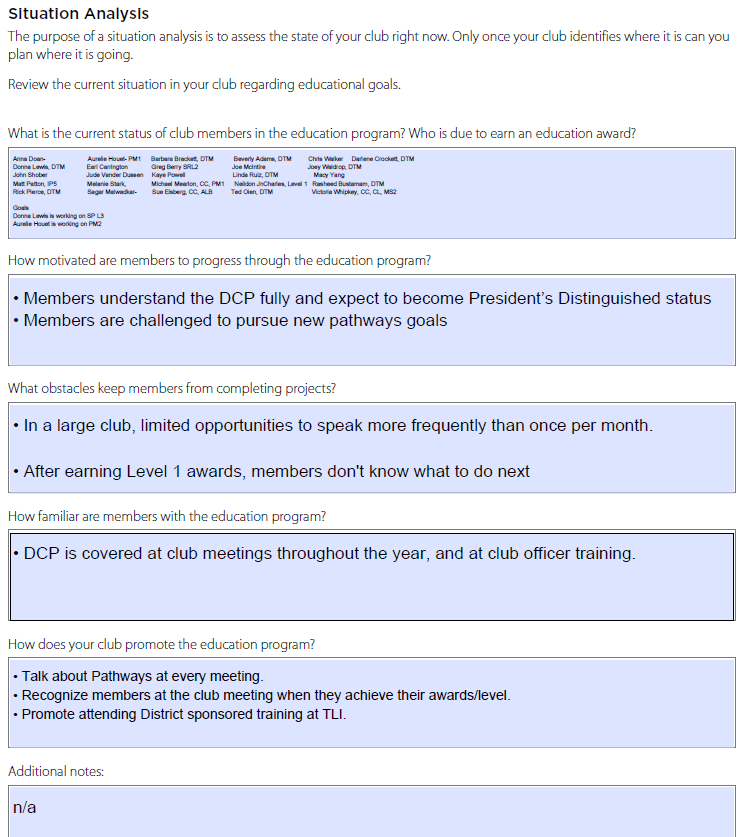 Situation Analysis
The purpose of a situation analysis is to assess the state of your club right now. Only once your club identifies where it is can you
plan where it is going.
Review the current situation in your club regarding educational goals.
What is the current status of club members in the education program? Who is due to earn an education award?
Anna Doan- Aurelie Houet- PM1 Barbara Brackett, DTM Beverly Adams, DTM Chris Walker Darlene Crockett, DTM
Donna Lewis, DTM Earl Carrington Greg Berry SRL2 Joe McIntire Joey Waldrop, DTM
John Shober Jude Vander Dussen Kaye Powell Linda Ruiz, DTM Macy Yang
Matt Patton, IP5 Melanie Stark, Michael Mearlon, CC, PM1 Neildon JnCharles, Level 1 Rasheed Bustamam, DTM
Rick Pierce, DTM Sagar Malwadkar- Sue Eisberg, CC, ALB Ted Olen, DTM Victoria Whipkey, CC, CL, MS2
Goals
Donna Lewis is working on SP L3
Aurelie Houet is working on PM2
How motivated are members to progress through the education program?
• Members understand the DCP fully and expect to become President's Distinguished status
• Members are challenged to pursue new pathways goals
What obstacles keep members from completing projects?
• In a large club, limited opportunities to speak more frequently than once per month.
• After earning Level 1 awards, members don't know what to do next
How familiar are members with the education program?
• DCP is covered at club meetings throughout the year, and at club officer training.
How does your club promote the education program?
• Talk about Pathways at every meeting.
• Recognize members at the club meeting when they achieve their awards/level.
• Promote attending District sponsored training at TLI.
Additional notes:
n/a